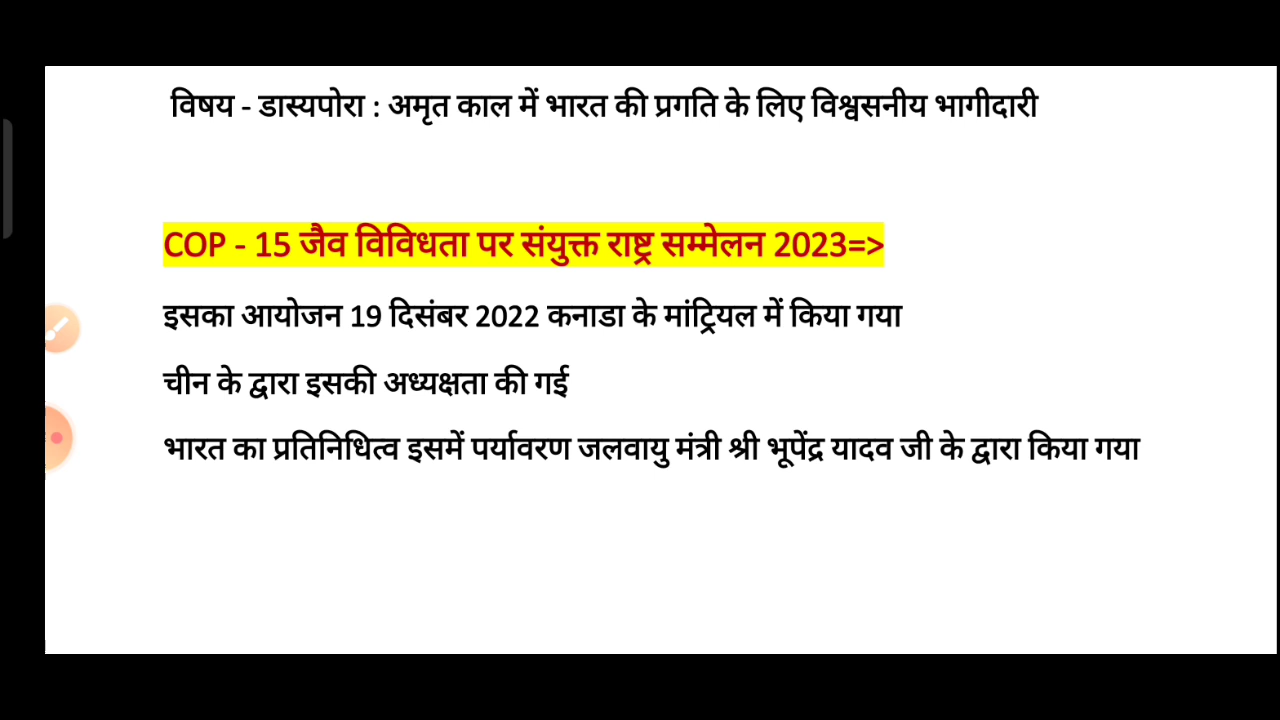 विषय - डास्यपोरा : अमृत काल में भारत की प्रगति के लिए विश्वसनीय भागीदारी
COP - 15 जैव विविधता पर संयुक्त राष्ट्र सम्मेलन 2023=>
इसका आयोजन 19 दिसंबर 2022 कनाडा के मांट्रियल में किया गया
चीन के द्वारा इसकी अध्यक्षता की गई
भारत का प्रतिनिधित्व इसमें पर्यावरण जलवायु मंत्री श्री भूपेंद्र यादव जी के द्वारा किया गया